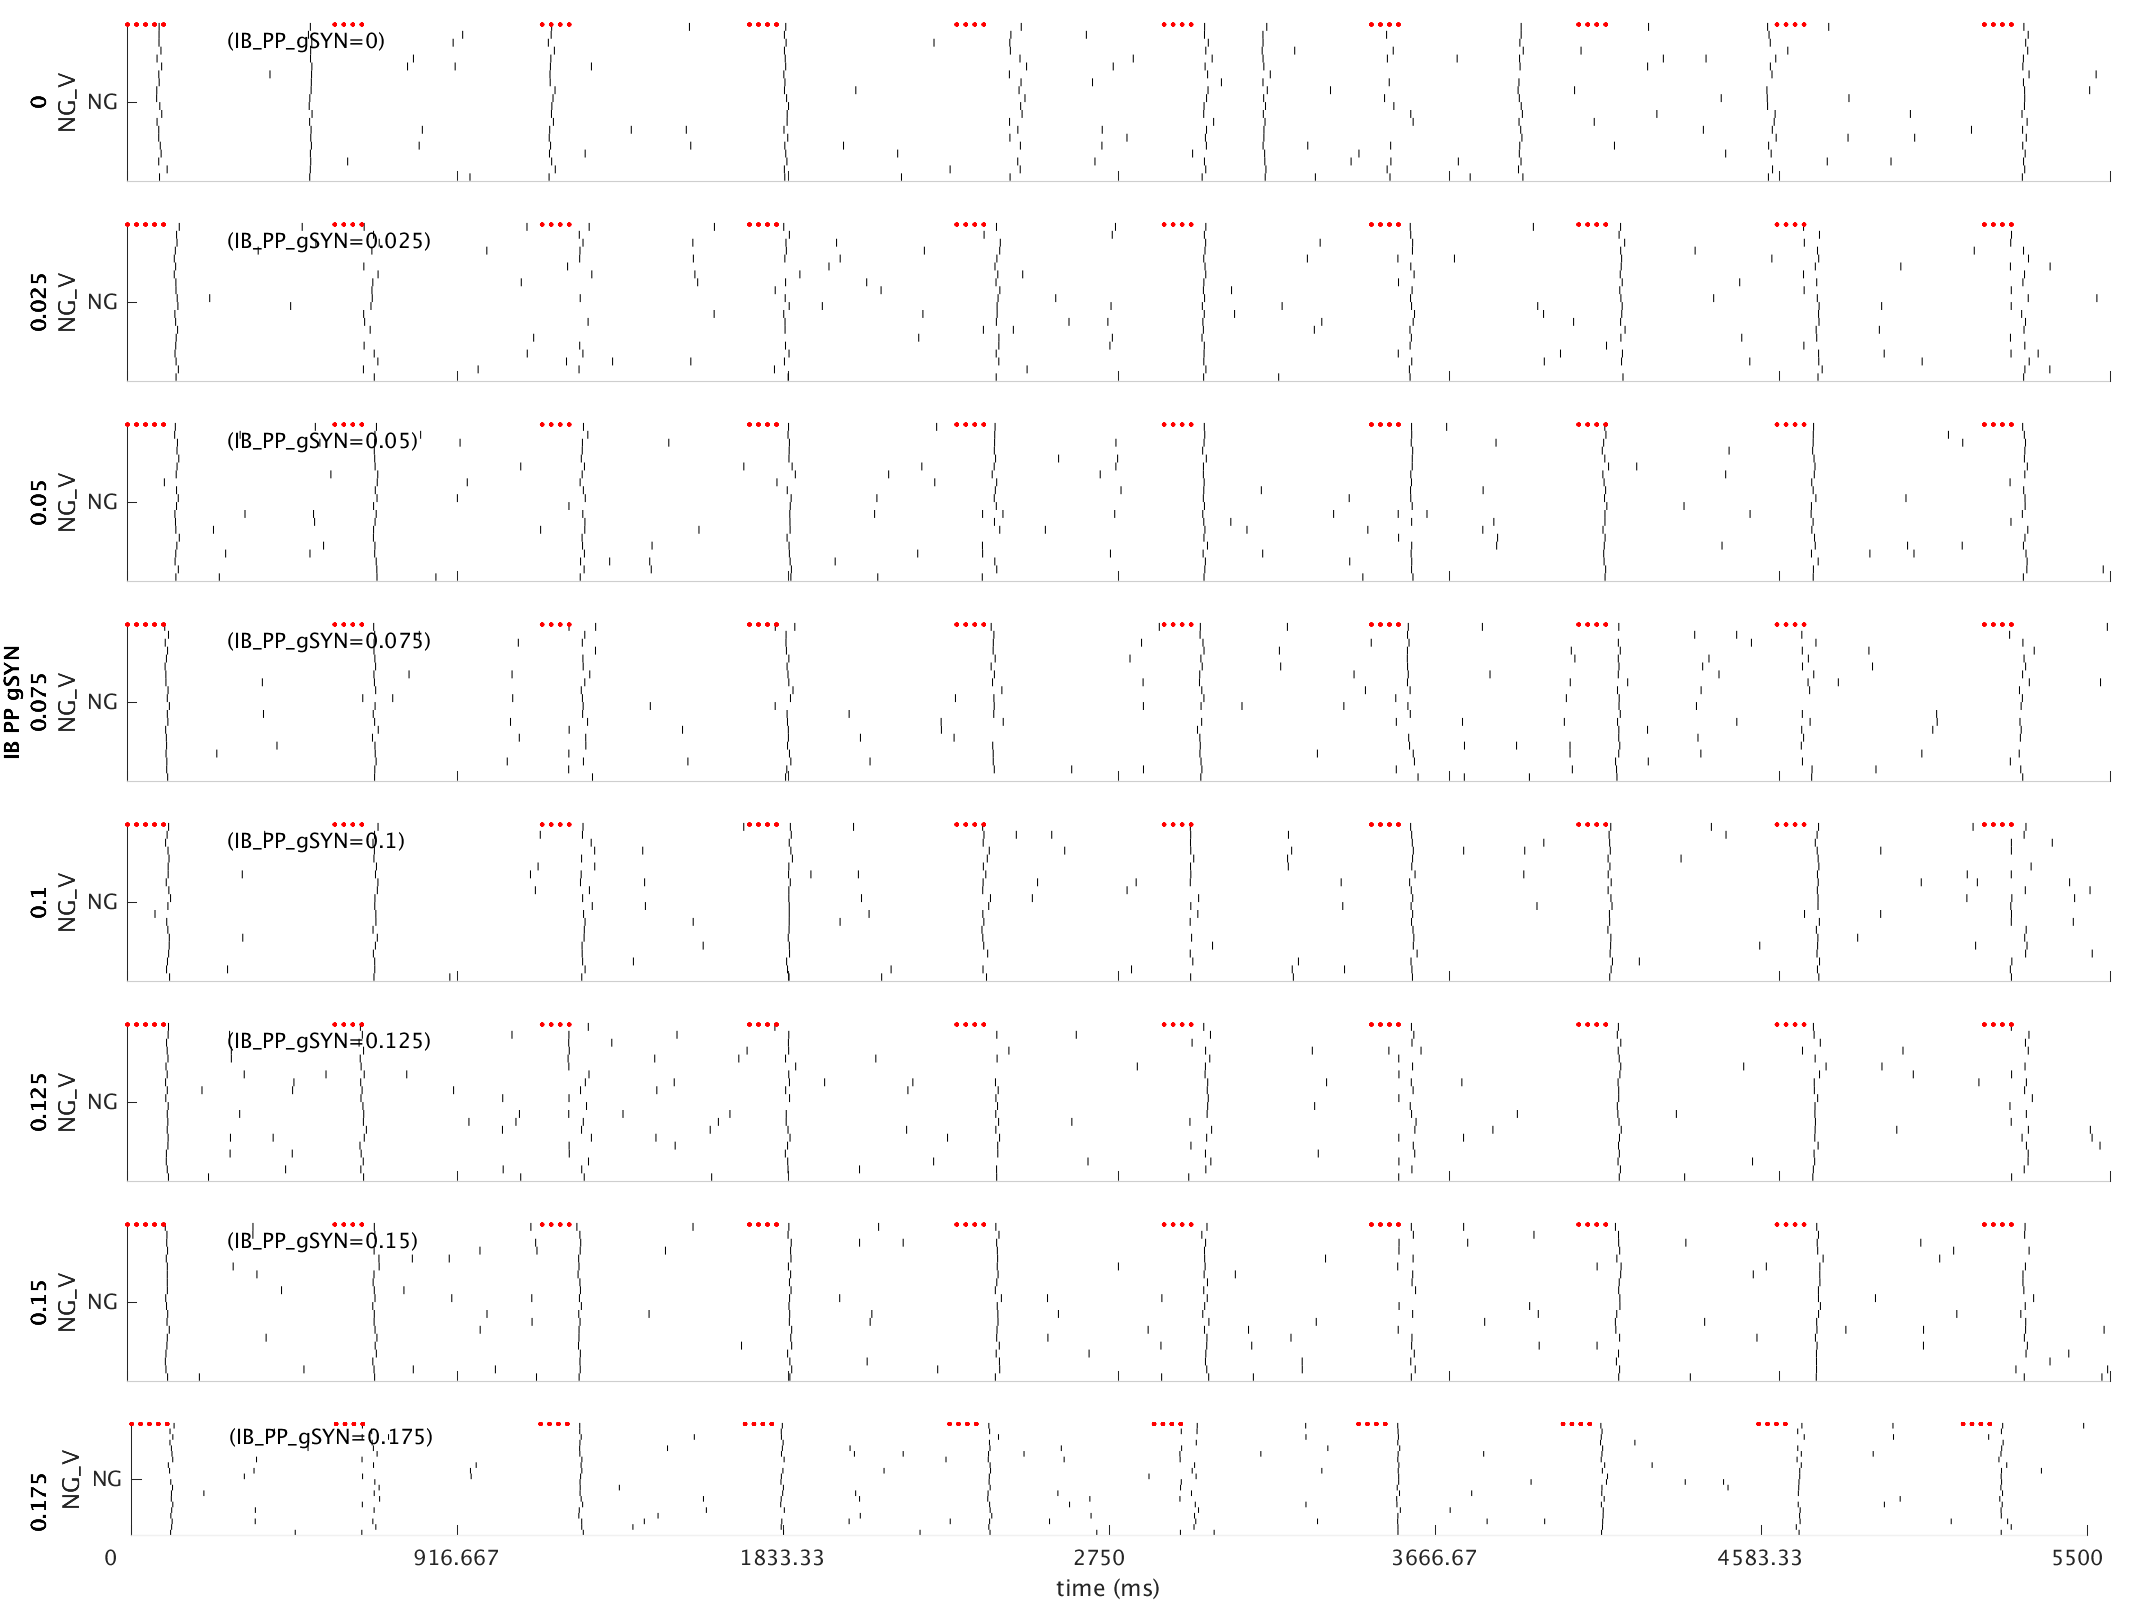 IB PP gSYN
0
NG_V
NG
(IB_PP_gSYN=0)
0.025
NG_V
NG
(IB_PP_gSYN=0.025)
0.05
NG_V
NG
(IB_PP_gSYN=0.05)
0.075
NG_V
NG
(IB_PP_gSYN=0.075)
0.1
NG_V
NG
(IB_PP_gSYN=0.1)
0.125
NG_V
NG
(IB_PP_gSYN=0.125)
0.15
NG_V
NG
(IB_PP_gSYN=0.15)
0.175
NG_V
NG
(IB_PP_gSYN=0.175)
0 916.667 1833.33 2750 3666.67 4583.33 5500
time (ms)